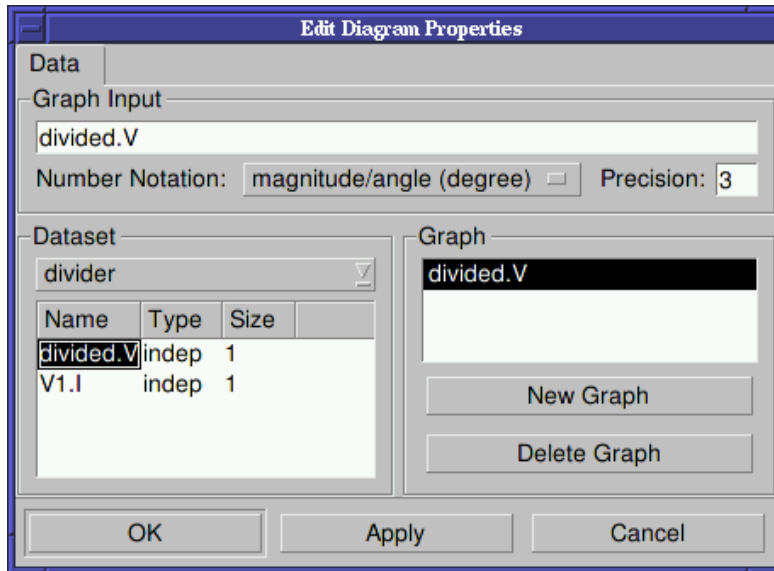 Edit Diagram Properties
Data
Graph Input
divided.V
Number Notation: magnitude/angle (degree) Precision: 3
Dataset
divider
Name Type Size
divided.V indep 1
V1.I indep 1
Graph
divided.V
New Graph
Delete Graph
OK Apply Cancel